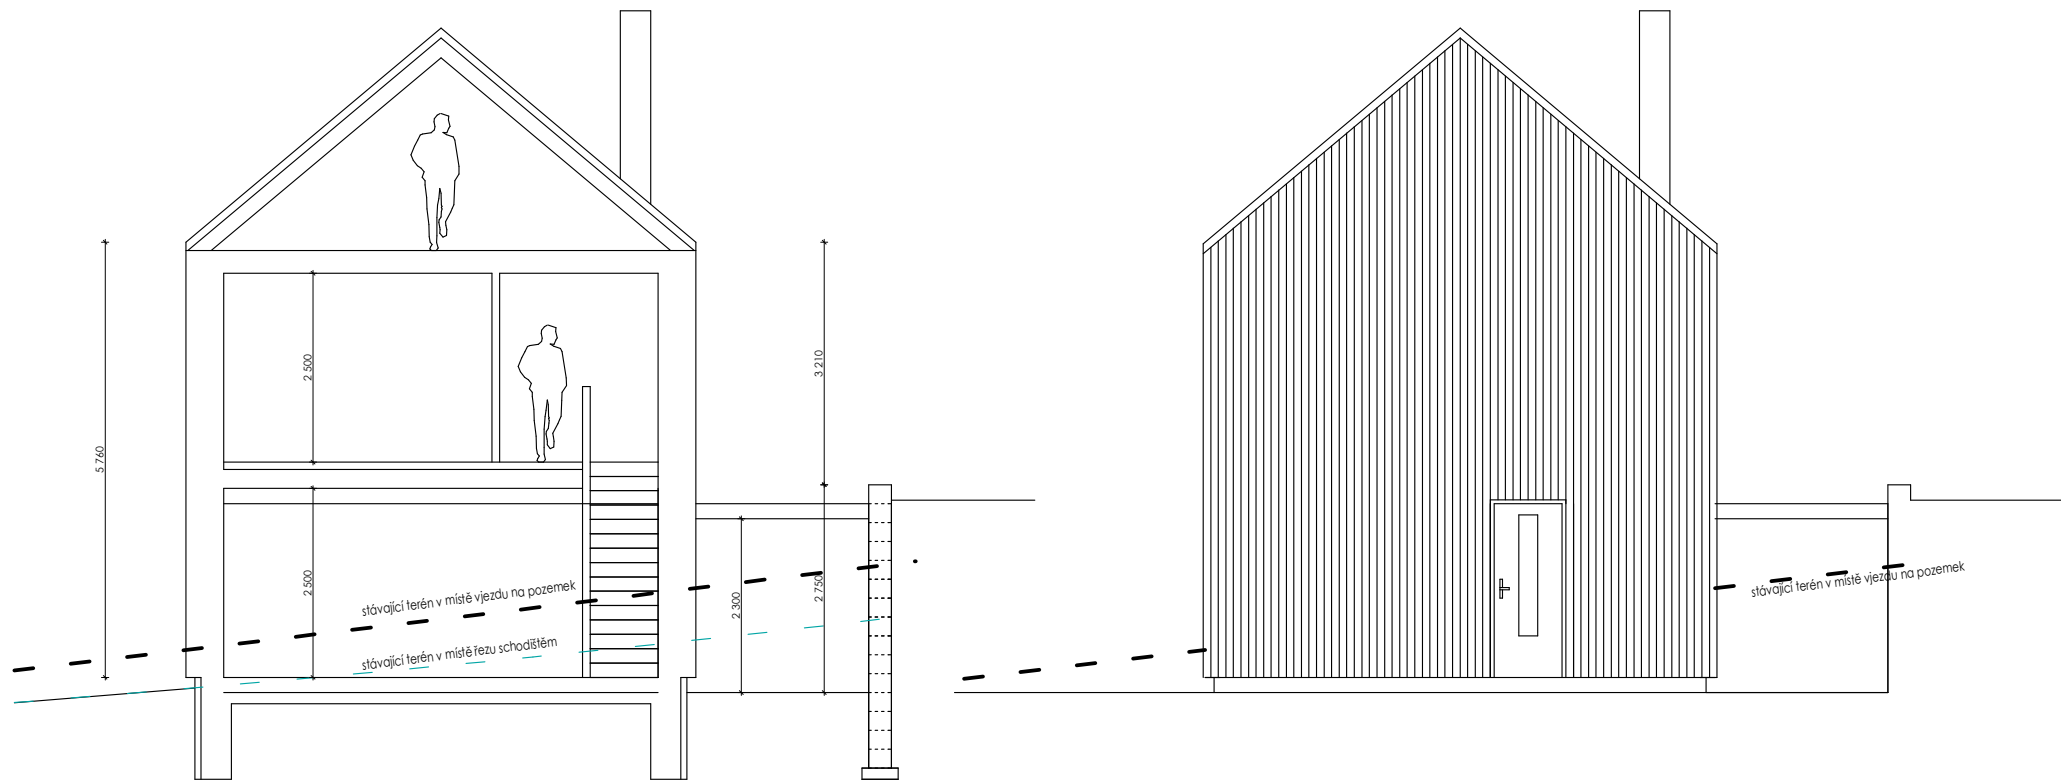 5 760
2 500
3 210
2 500
2 300
2 750
stávající terén v místě vjezdu na pozemek
stávající terén v místě řezu schodištěm
stávající terén v místě vjezdu na pozemek